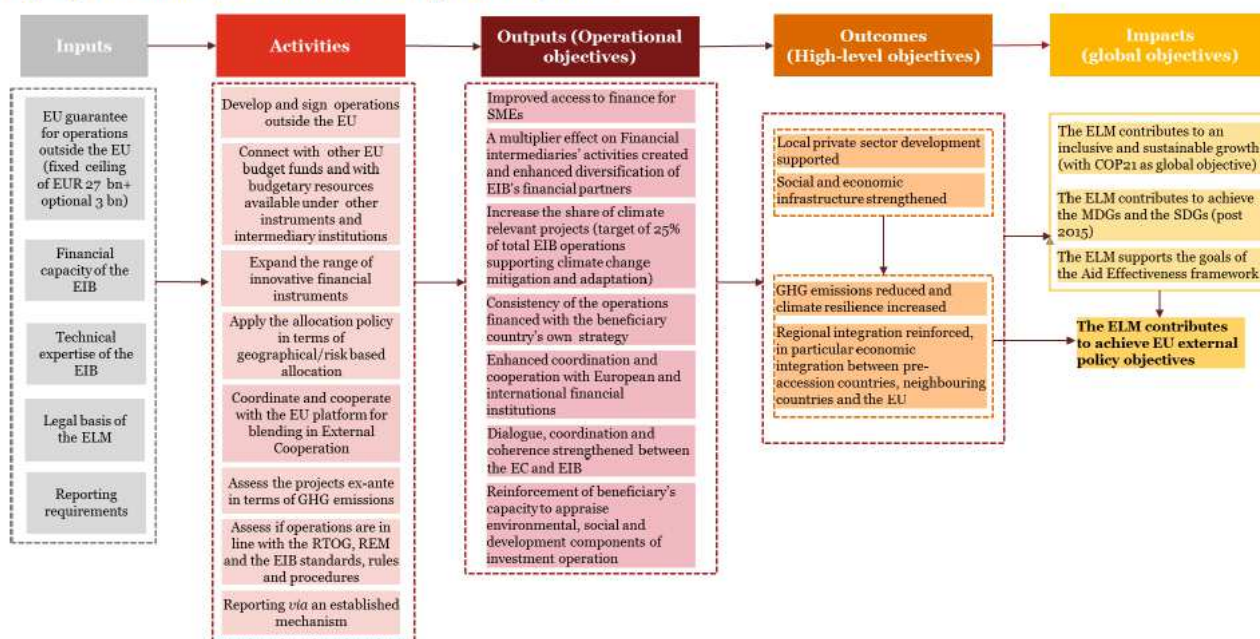 Inputs
Activities
Outputs (Operational
objectives)
Outcomes
(High-level objectives)
Impacts
(global objectives)
EU guarantee
for operations
outside the EU
(fixed ceiling
of EUR 27 bn+
optional 3 bn)
Financial
capacity of the
EIB
Technical
expertise of the
EIB
Legal basis of
the ELM
Reporting
requirements
Develop and sign operations
outside the EU
Connect with other EU
budget funds and with
budgetary resources
available under other
instruments and
intermediary institutions
Expand the range of
innovative financial
instruments
Apply the allocation policy
in terms of
geographical/risk based
allocation
Coordinate and cooperate
with the EU platform for
blending in External
Cooperation
Assess the projects ex-ante
in terms of GHG emissions
Assess if operations are in
line with the RTOG, REM
and the EIB standards, rules
and procedures
Reporting via an established
mechanism
Improved access to finance for
SMEs
A multiplier effect on Financial
intermediaries' activities created
and enhanced diversification of
EIB's financial partners
Increase the share of climate
relevant projects (target of 25%
of total EIB operations
supporting climate change
mitigation and adaptation)
Consistency of the operations
financed with the beneficiary
country's own strategy
Enhanced coordination and
cooperation with European and
international financial
institutions
Dialogue, coordination and
coherence strengthened between
the EC and EIB
Reinforcement of beneficiary's
capacity to appraise
environmental, social and
development components of
investment operation
Local private sector development
supported
Social and economic
infrastructure strengthened
GHG emissions reduced and
climate resilience increased
Regional integration reinforced,
in particular economic
integration between pre-
accession countries, neighbouring
countries and the EU
The ELM contributes to an
inclusive and sustainable growth
(with COP21 as global objective)
The ELM contributes to achieve
the MDGs and the SDGs (post
2015)
The ELM supports the goals of
the Aid Effectiveness framework
The ELM contributes
to achieve EU external
policy objectives